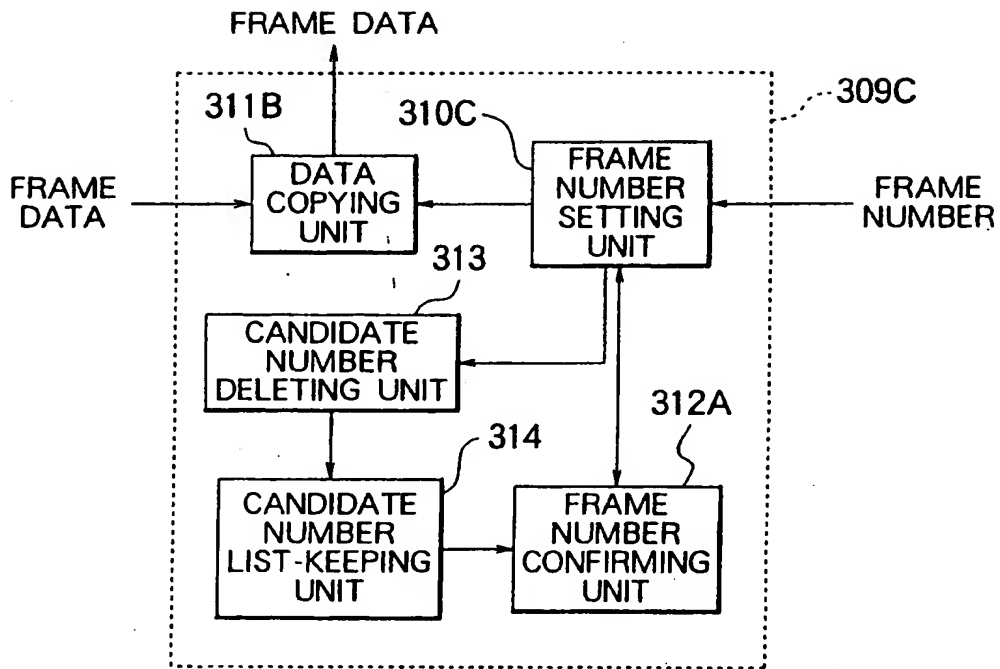 FRAME DATA
311B
310C
309C
FRAME
DATA
DATA
COPYING
UNIT
FRAME
NUMBER
SETTING
UNIT
FRAME
NUMBER
313
CANDIDATE
NUMBER
DELETING UNIT
312A
314
CANDIDATE
NUMBER
LIST-KEEPING
UNIT
FRAME
NUMBER
CONFIRMING
UNIT